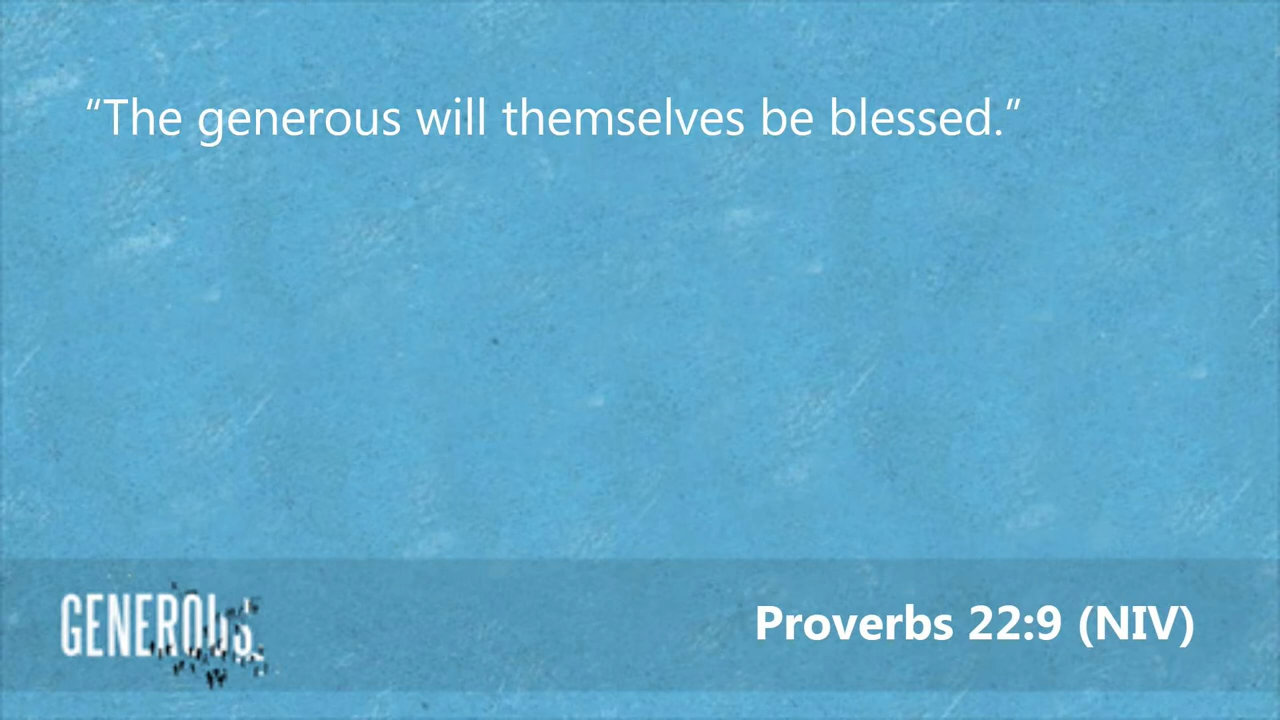 “The generous will themselves be blessed.”
GENEROUS
Proverbs 22:9 (NIV)